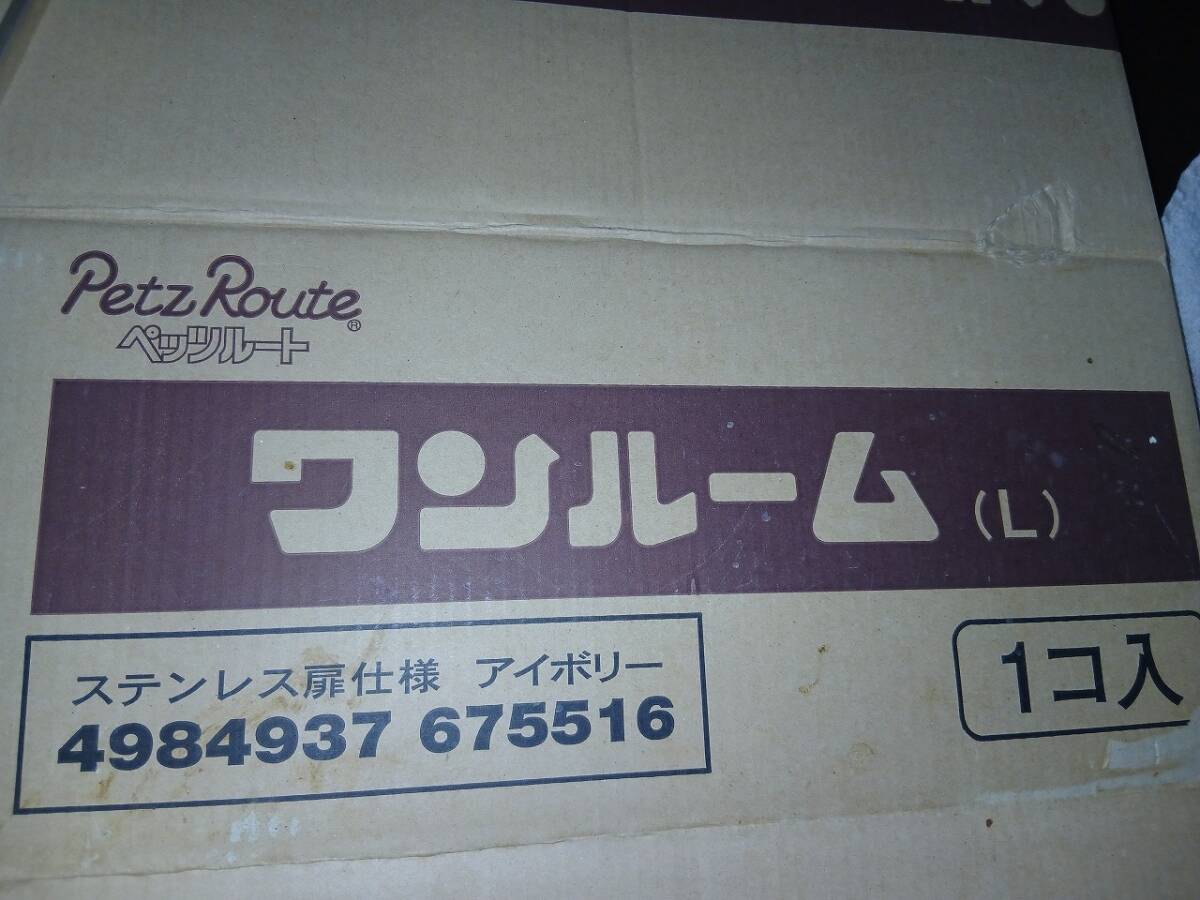 Petz Route®
ペッツルート
ワンルーム (L)
ステンレス扉仕様 アイボリー
4984937 675516
1コ入